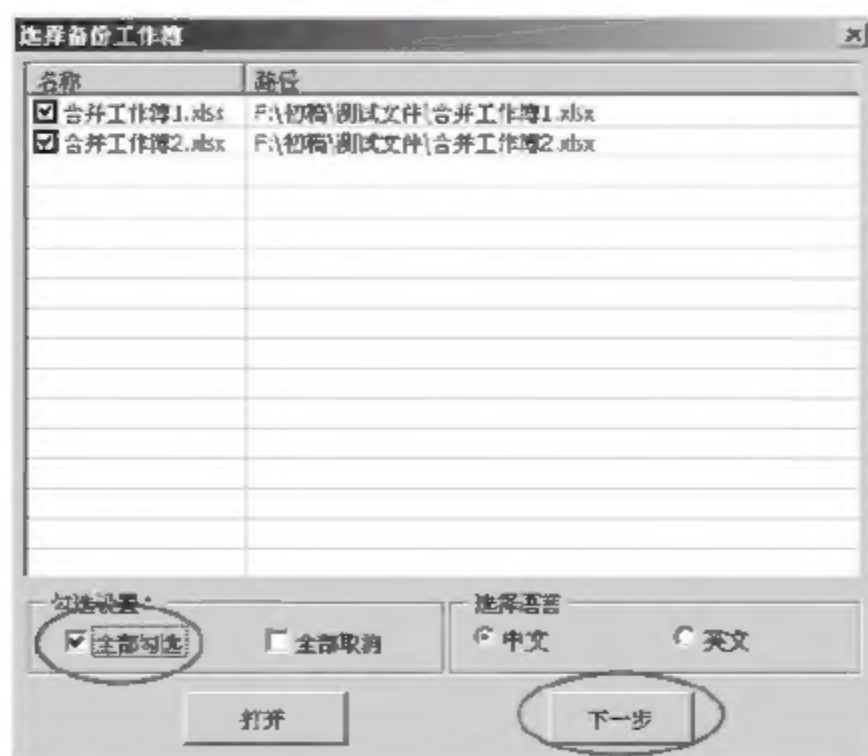 选择备份工作簿
名称 路径
合并工作簿1.xlsx F:\初稿\测试文件\合并工作簿1.xlsx
合并工作簿2.xlsx F:\初稿\测试文件\合并工作簿2.xlsx
勾选设置: 选择语言
全部勾选 全部取消 中文 英文
打开 下一步